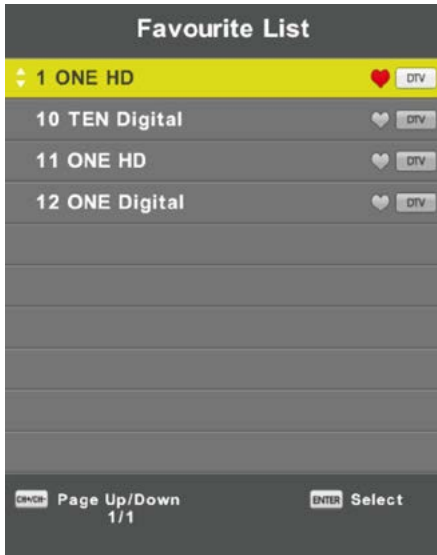 Favourite List
1 ONE HD DTV
10 TEN Digital DTV
11 ONE HD DTV
12 ONE Digital DTV
CH+/CH- Page Up/Down ENTER Select
1/1